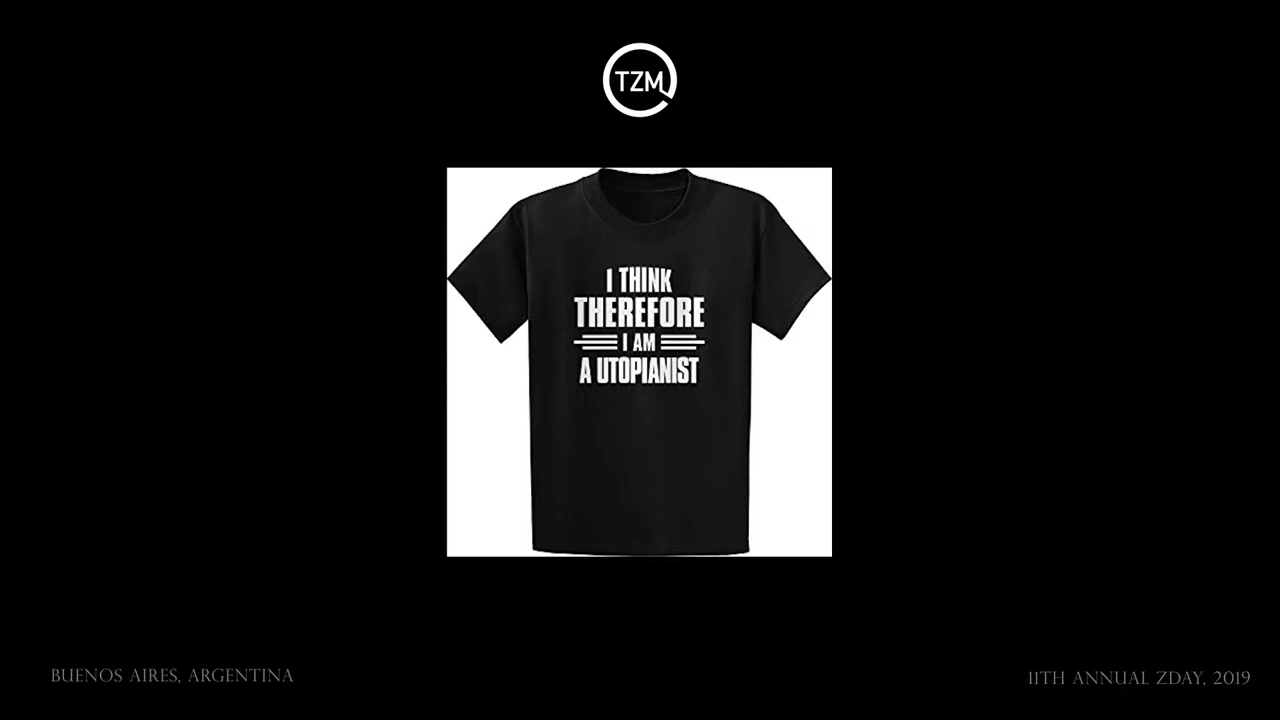 TZM
I THINK
THEREFORE
I AM
A UTOPIANIST
BUENOS AIRES, ARGENTINA
11TH ANNUAL ZDAY, 2019